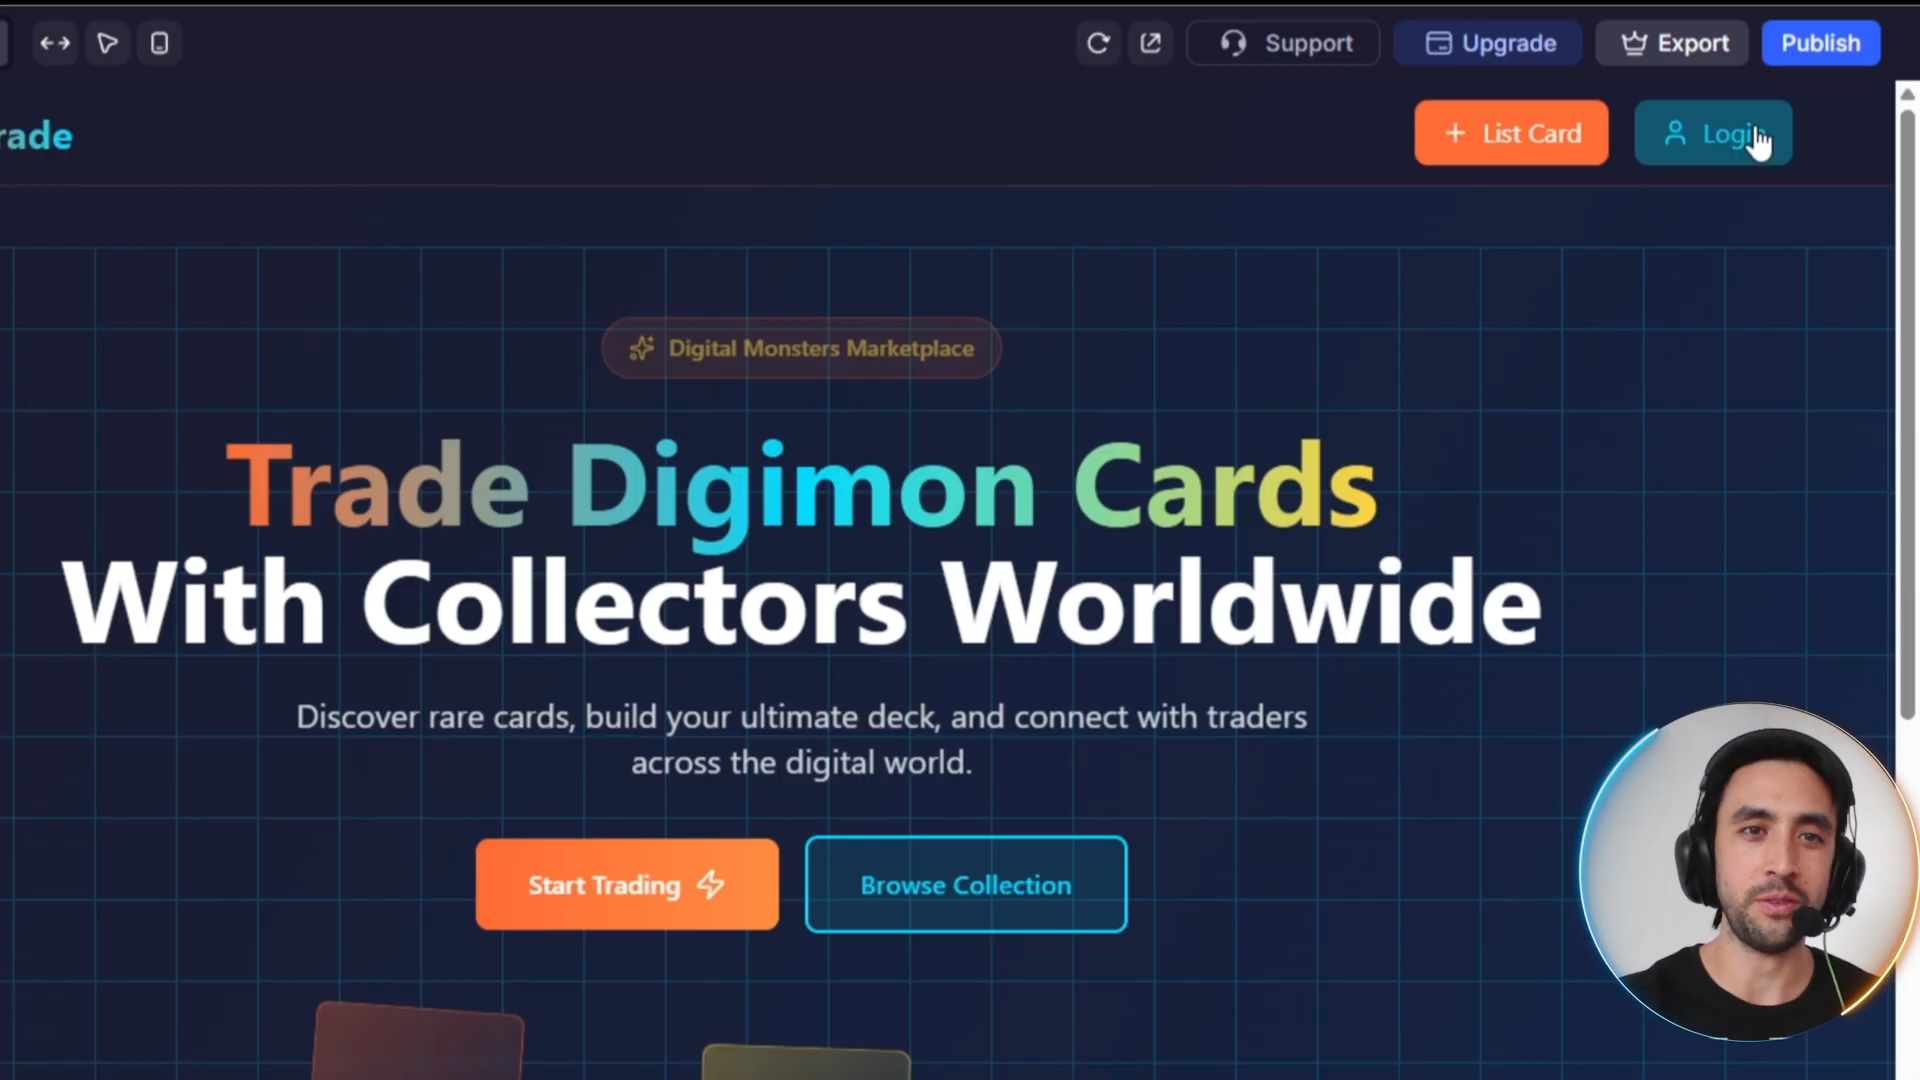 Support
Upgrade
Export
Publish
rade
+ List Card
Login
Digital Monsters Marketplace
Trade Digimon Cards
With Collectors Worldwide
Discover rare cards, build your ultimate deck, and connect with traders
across the digital world.
Start Trading
Browse Collection